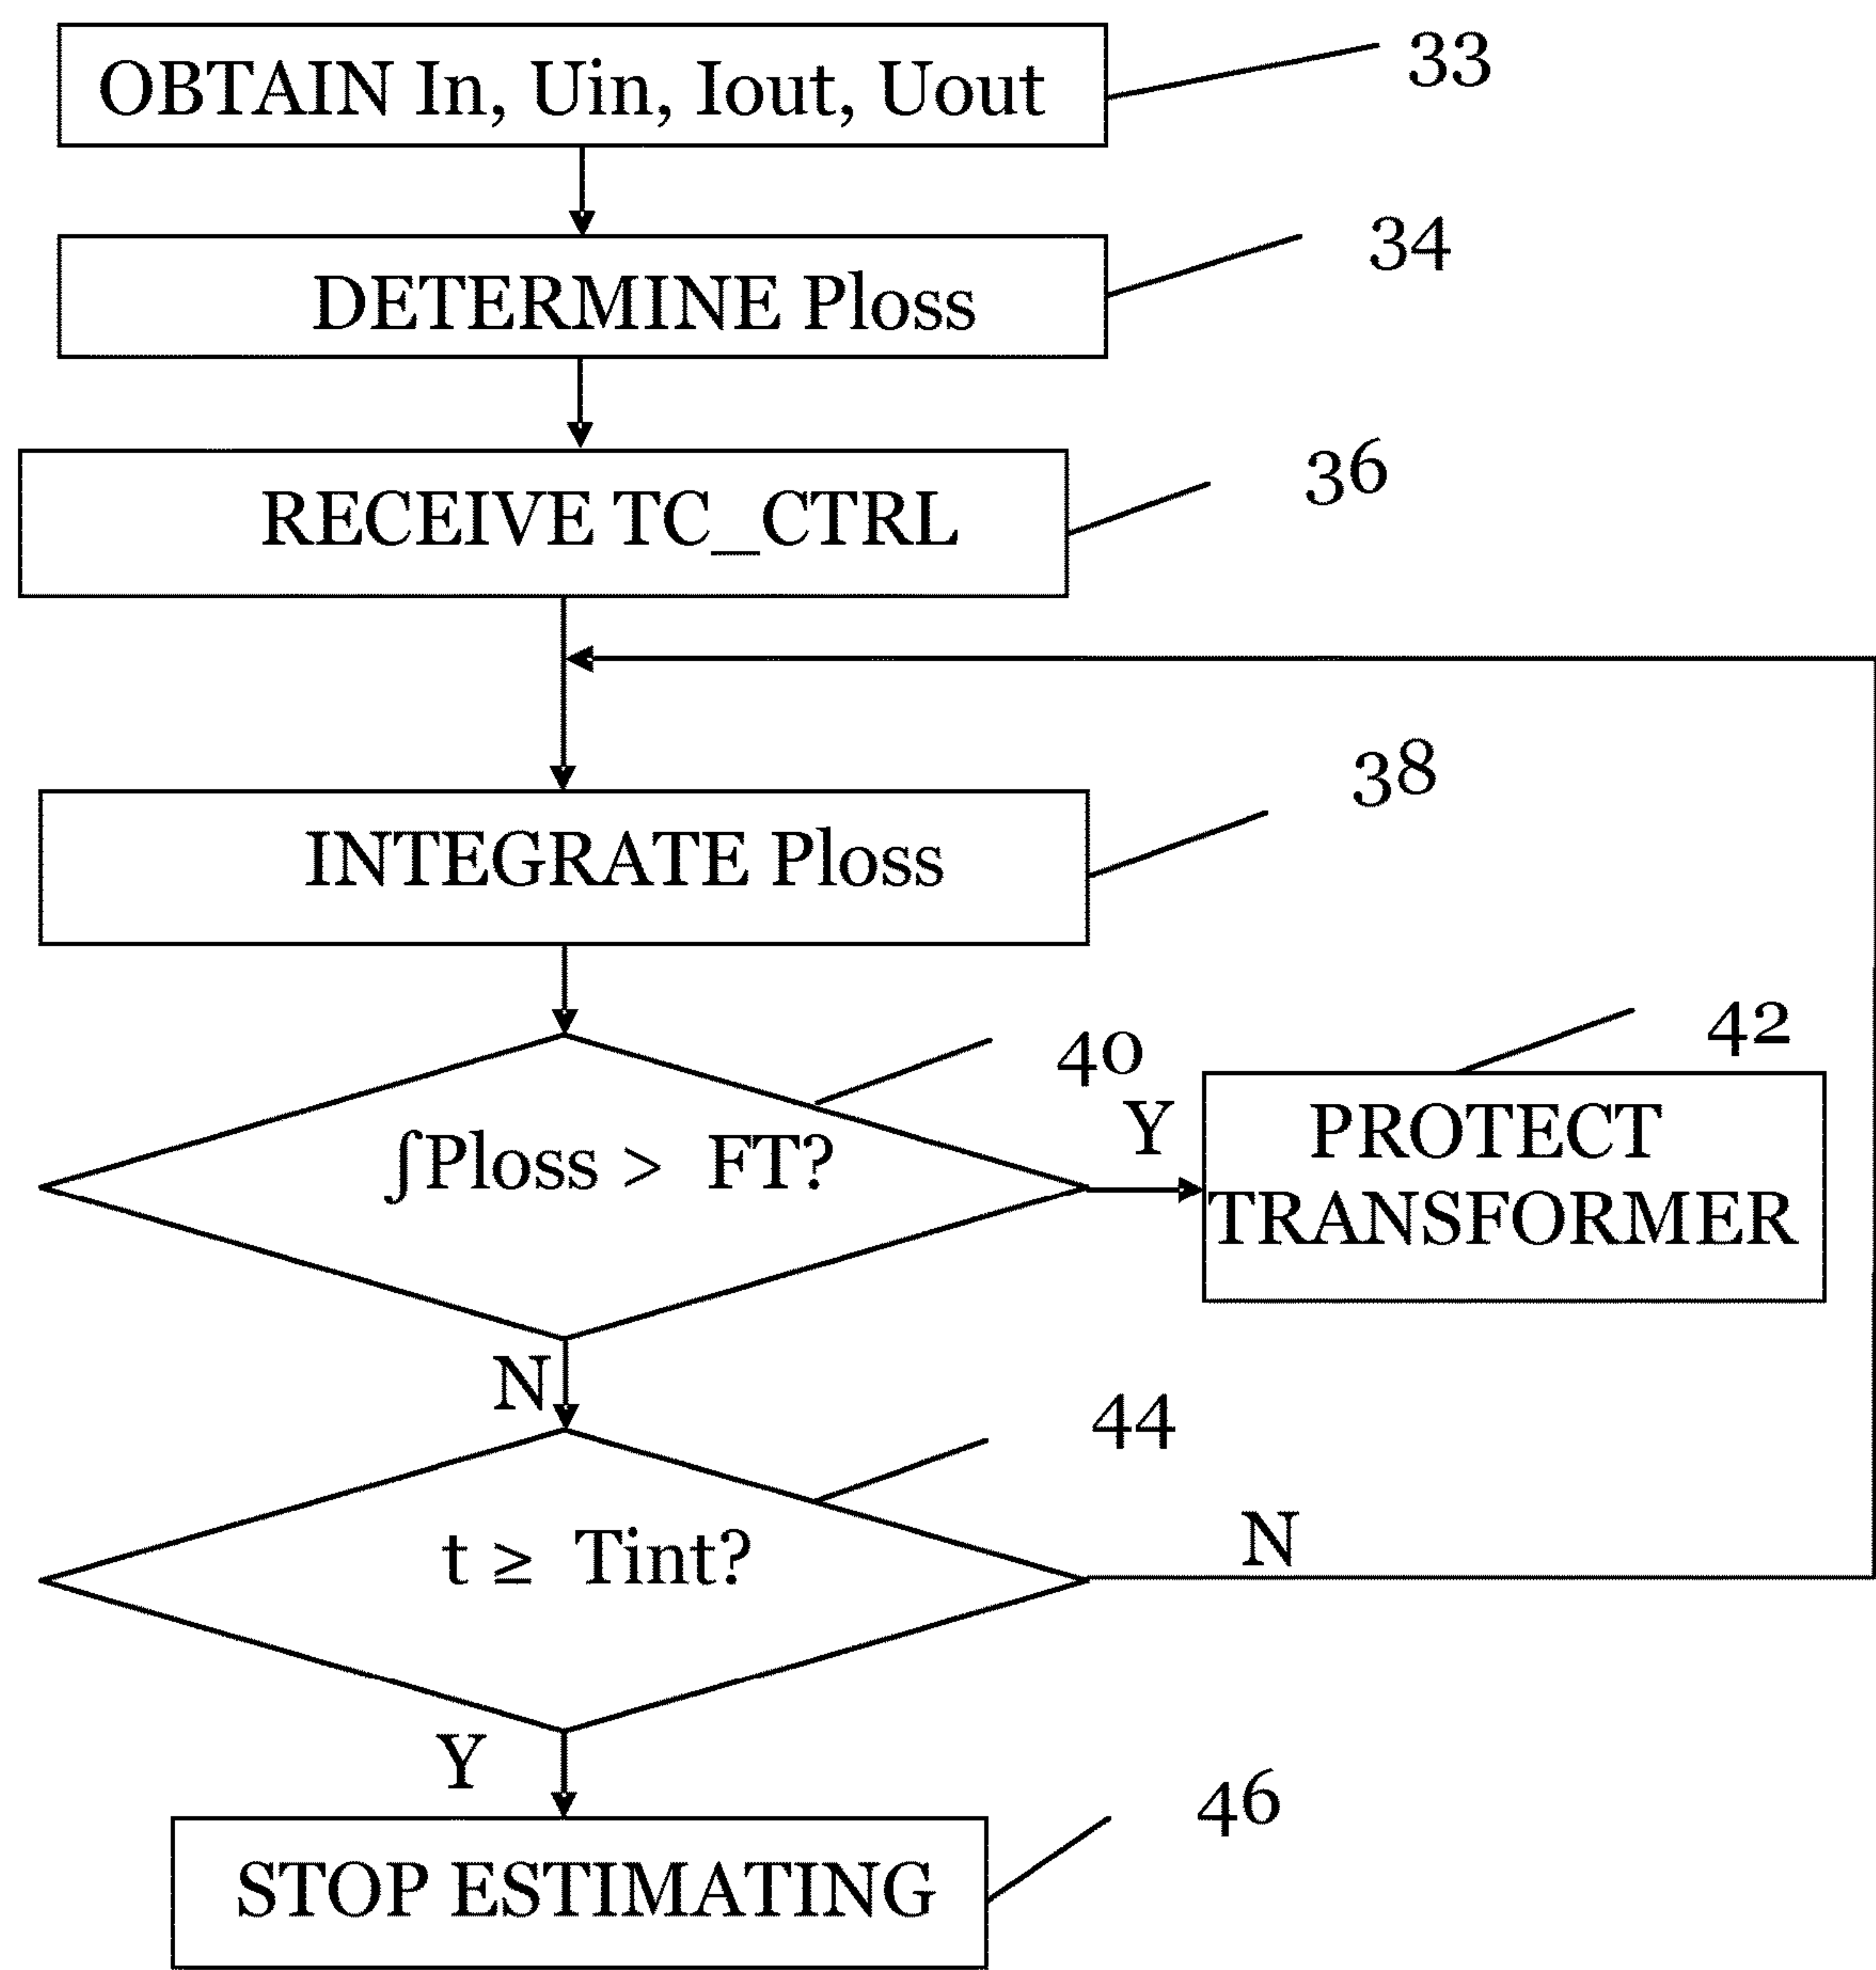 OBTAIN In, Uin, Iout, Uout
33
DETERMINE Ploss
34
RECEIVE TC_CTRL
36
INTEGRATE Ploss
38
∫Ploss > FT?
40
Y
PROTECT
TRANSFORMER
42
N
t ≥ Tint?
44
N
Y
STOP ESTIMATING
46